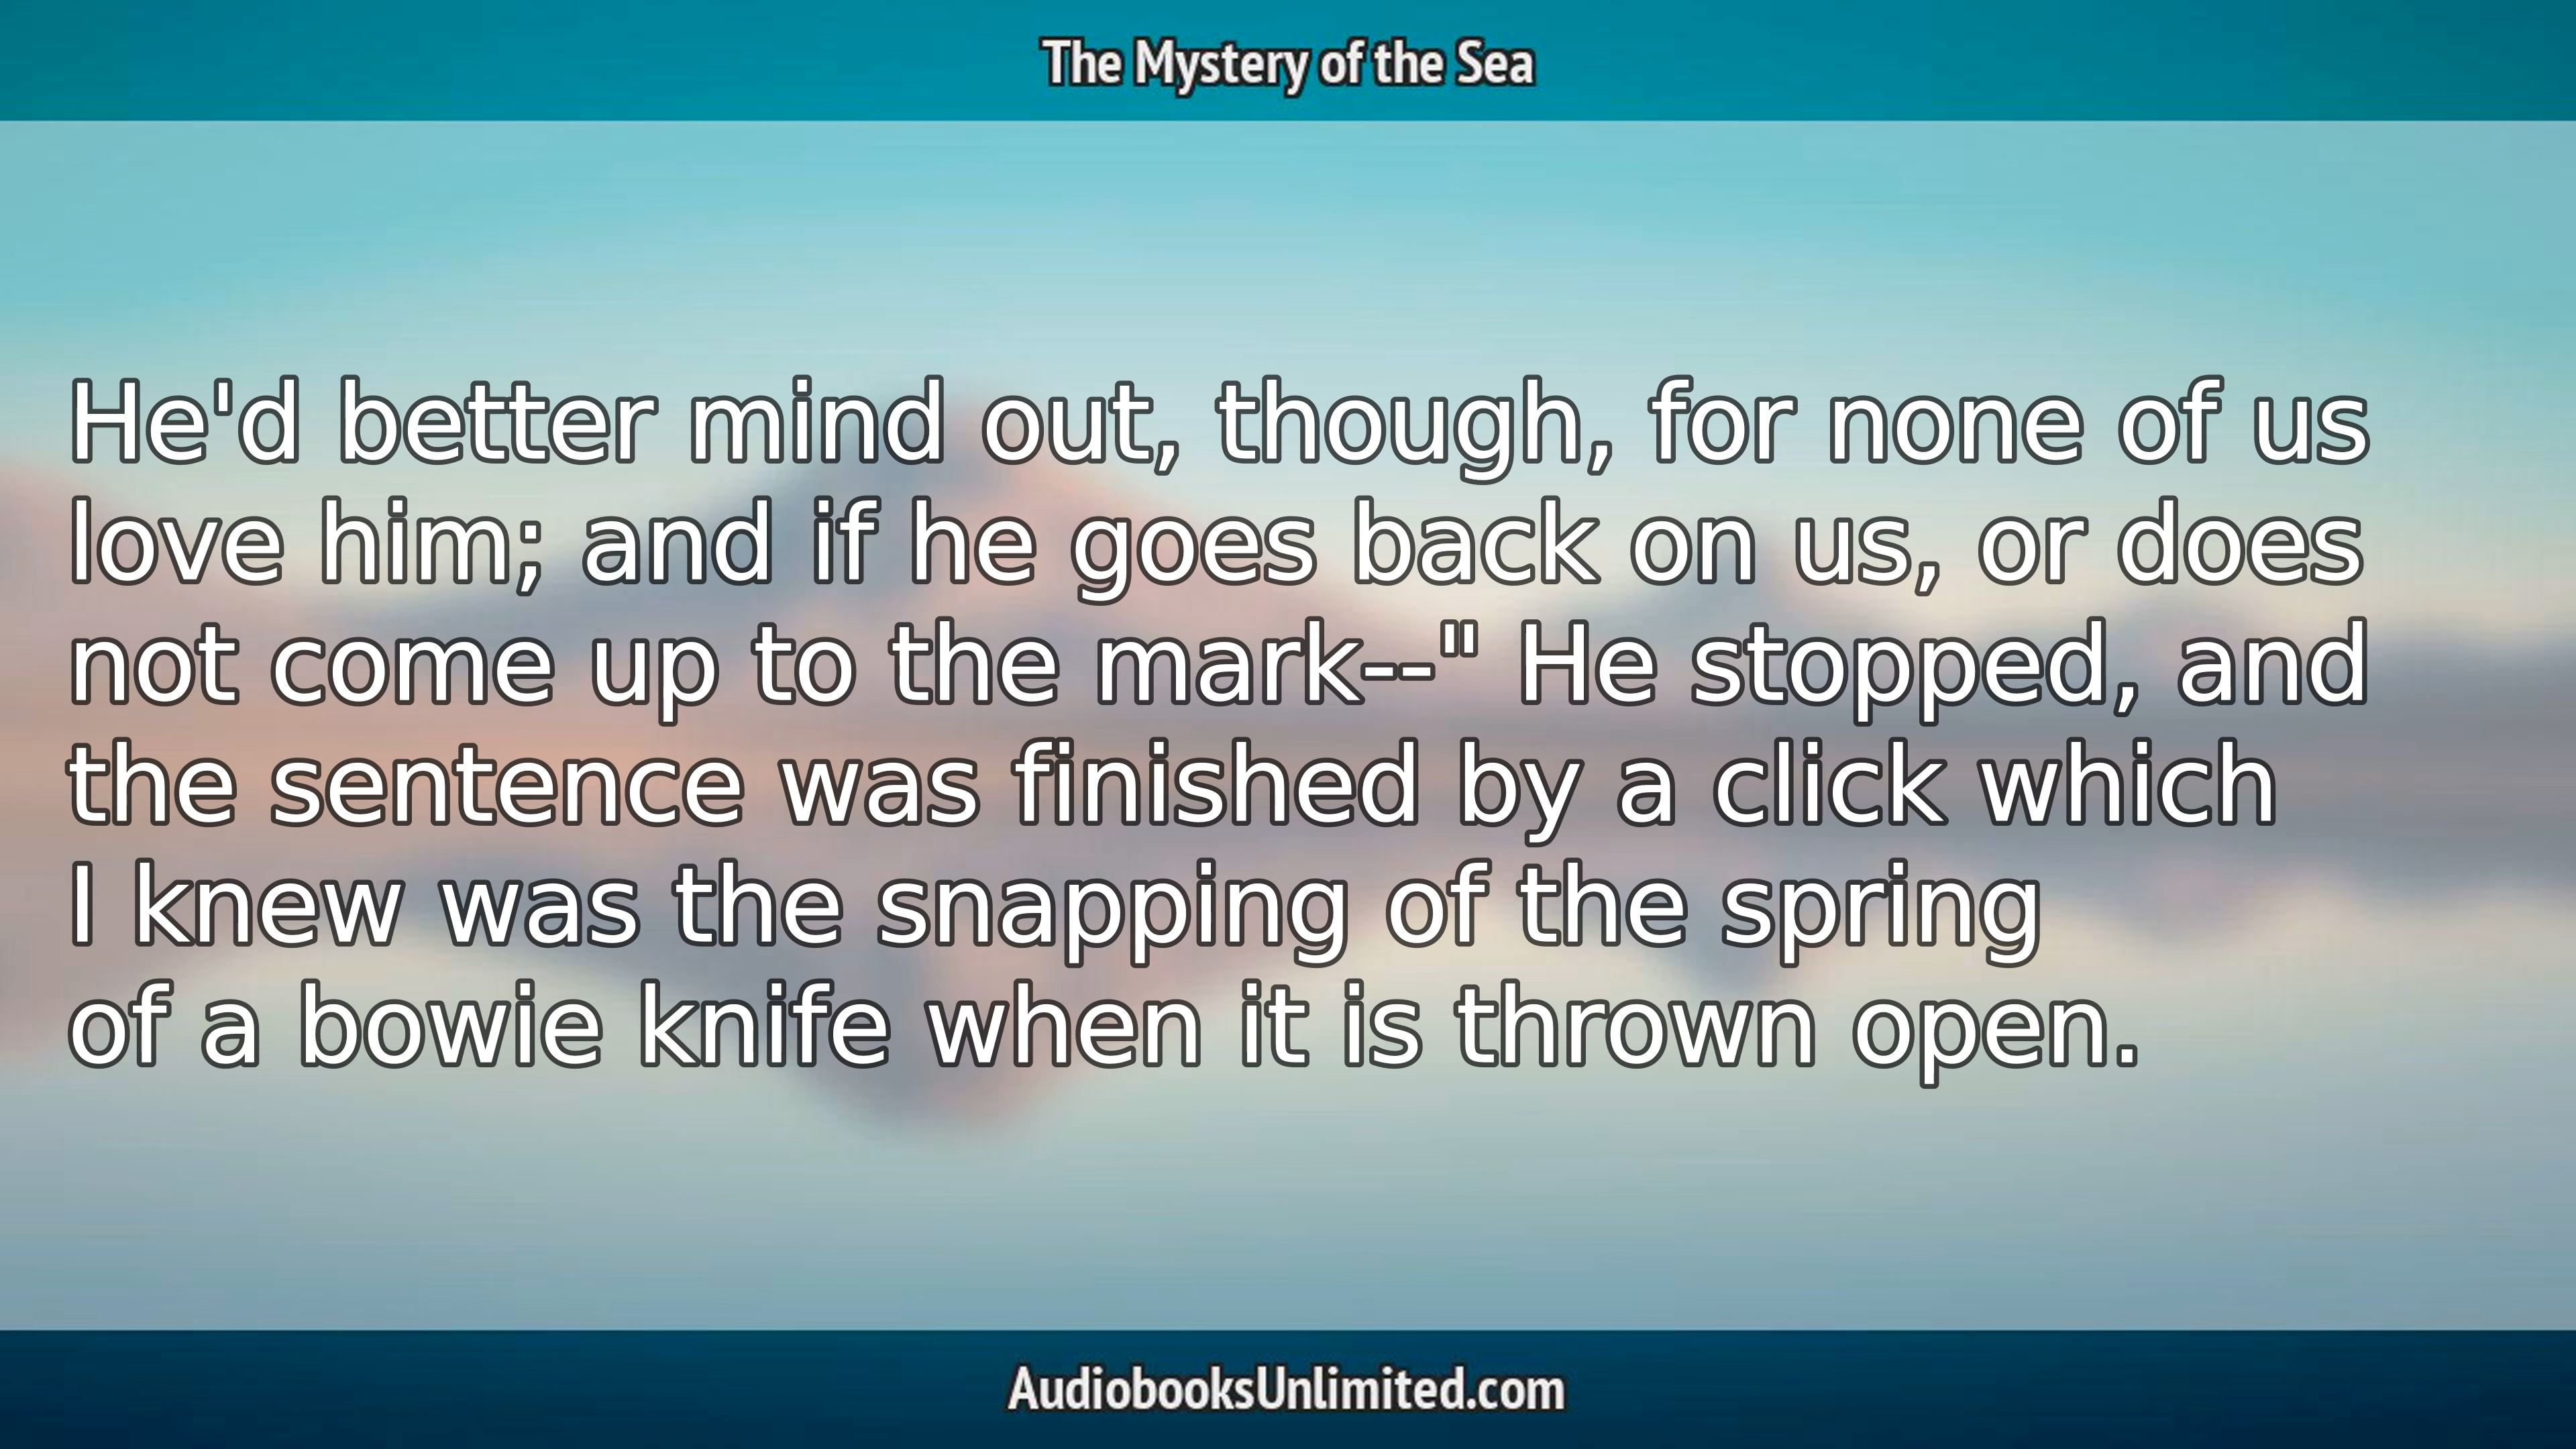 The Mystery of the Sea
He'd better mind out, though, for none of us
love him; and if he goes back on us, or does
not come up to the mark--" He stopped, and
the sentence was finished by a click which
I knew was the snapping of the spring
of a bowie knife when it is thrown open.
AudiobooksUnlimited.com